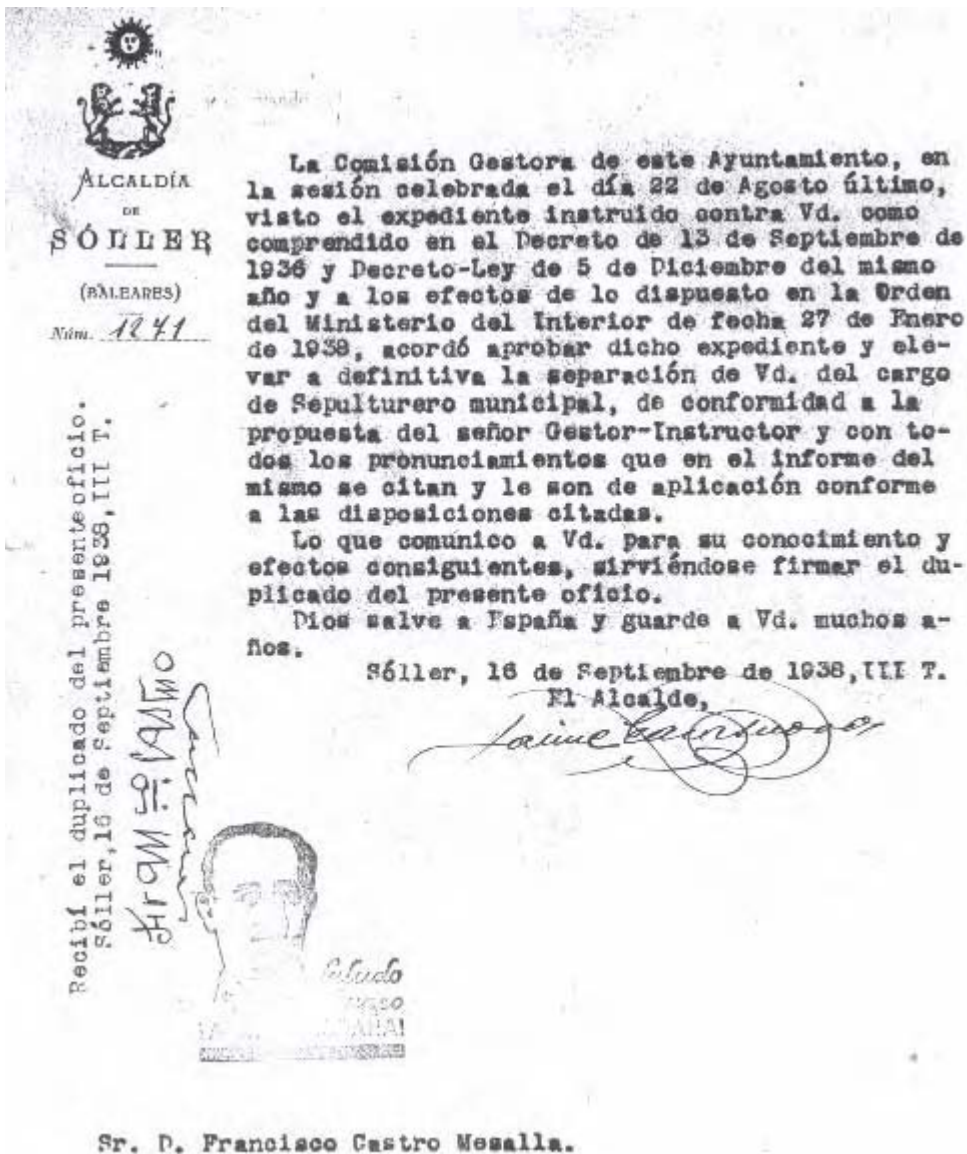 ALCALDÍA
DE
SÓLLER
(BALEARES)
Núm. 1271
La Comisión Gestora de este Ayuntamiento, en
la sesión celebrada el día 22 de Agosto último,
visto el expediente instruido contra Vd. como
comprendido en el Decreto de 13 de Septiembre de
1936 y Decreto-Ley de 5 de Diciembre del mismo
año y a los efectos de lo dispuesto en la Orden
del Ministerio del Interior de fecha 27 de Enero
de 1938, acordó aprobar dicho expediente y ele-
var a definitiva la separación de Vd. del cargo
de Sepulturero municipal, de conformidad a la
propuesta del señor Gestor-Instructor y con to-
dos los pronunciamientos que en el informe del
mismo se citan y le son de aplicación conforme
a las disposiciones citadas.
Lo que comunico a Vd. para su conocimiento y
efectos consiguientes, sirviéndose firmar el du-
plicado del presente oficio.
Dios salve a España y guarde a Vd. muchos a-
ños.
Sóller, 16 de Septiembre de 1938, III T.
El Alcalde,
Jaime
Recibí el duplicado del presente oficio.
Sóller, 16 de Septiembre 1938, III T.
Castro
Saludo
Sr. D. Francisco Castro Mesalla.